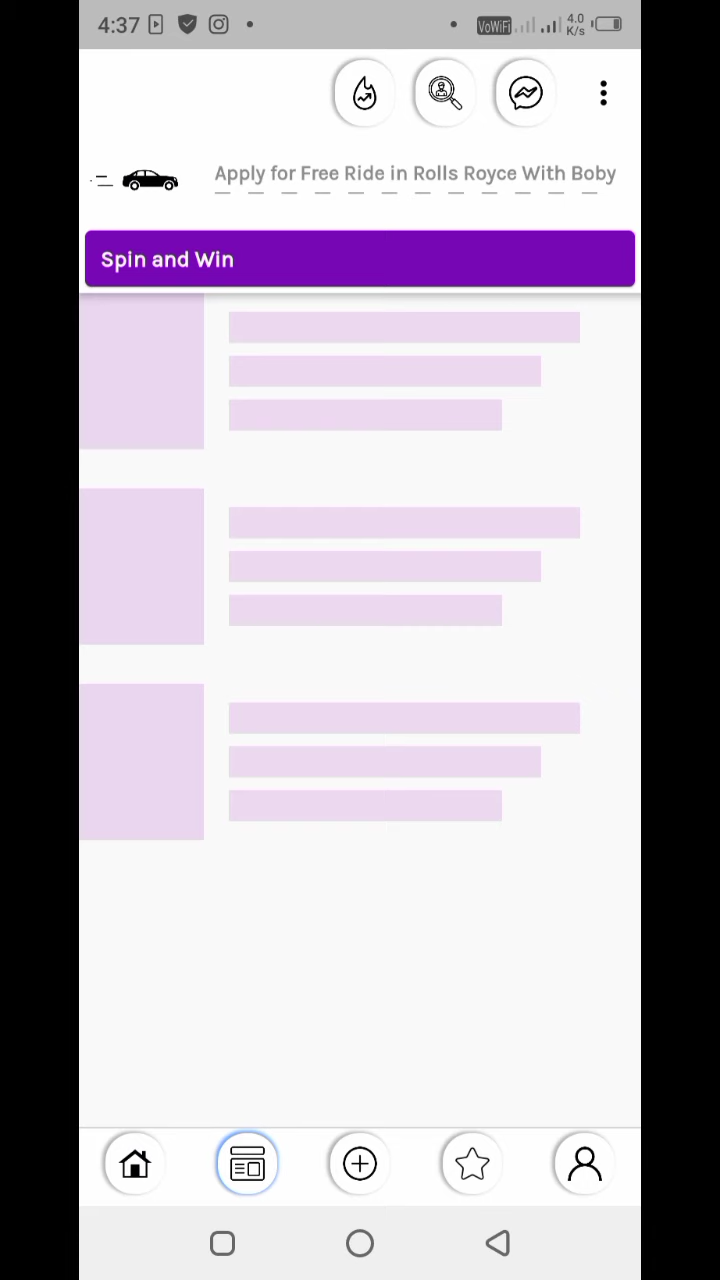 4:37
VoWiFi
4.0
K/s
Apply for Free Ride in Rolls Royce With Boby
Spin and Win